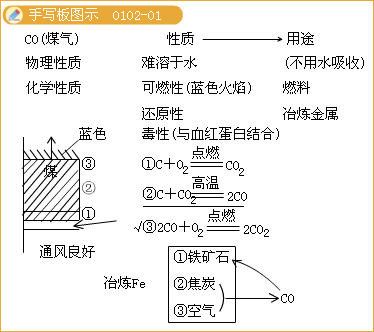 手写板图示 0102-01
CO(煤气) 性质 → 用途
物理性质 难溶于水 (不用水吸收)
化学性质 可燃性(蓝色火焰) 燃料
还原性 冶炼金属
蓝色 毒性(与血红蛋白结合)
煤 ③ ①C+O₂ 点燃 CO₂
② ②C+CO₂ 高温 2CO
① √③2CO+O₂ 点燃 2CO₂
通风良好
①铁矿石
冶炼Fe ②焦炭 CO
③空气